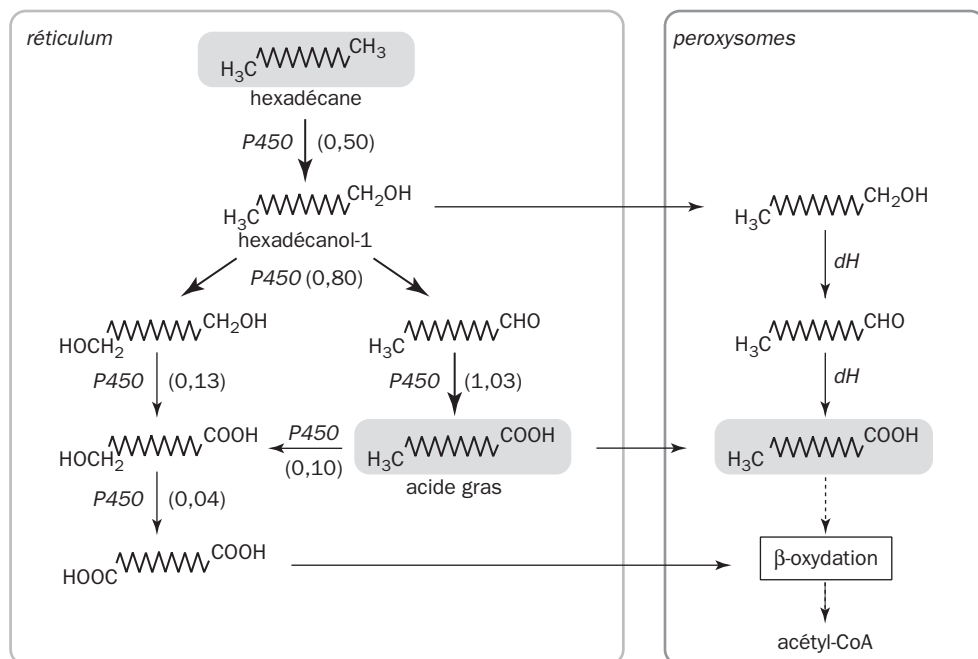 réticulum
H₃C CH₃
hexadécane
P450 (0,50)
H₃C CH₂OH
hexadécanol-1
P450 (0,80)
HOCH₂ CH₂OH
H₃C CHO
P450 (0,13)
P450 (1,03)
HOCH₂ COOH
P450
(0,10)
H₃C COOH
acide gras
P450 (0,04)
HOOC COOH
peroxysomes
H₃C CH₂OH
dH
H₃C CHO
dH
H₃C COOH
β-oxydation
acétyl-CoA